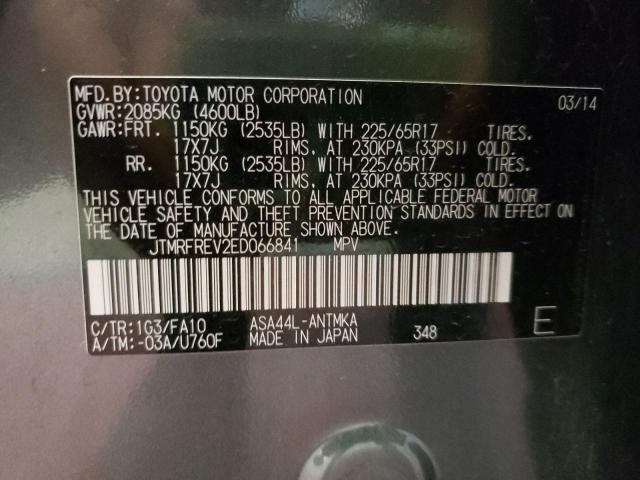 MFD. BY: TOYOTA MOTOR CORPORATION 03/14
GVWR: 2085KG (4600LB)
GAWR: FRT. 1150KG (2535LB) WITH 225/65R17 TIRES,
17X7J RIMS, AT 230KPA (33PSI) COLD.
RR. 1150KG (2535LB) WITH 225/65R17 TIRES,
17X7J RIMS, AT 230KPA (33PSI) COLD.
THIS VEHICLE CONFORMS TO ALL APPLICABLE FEDERAL MOTOR
VEHICLE SAFETY AND THEFT PREVENTION STANDARDS IN EFFECT ON
THE DATE OF MANUFACTURE SHOWN ABOVE.
JTMRFREV2ED066841 MPV
C/TR: 1G3/FA10 ASA44L-ANTMKA
A/TM: -03A/U760F MADE IN JAPAN 348 E